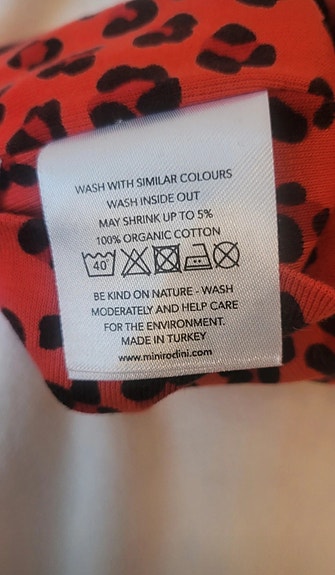 WASH WITH SIMILAR COLOURS
WASH INSIDE OUT
MAY SHRINK UP TO 5%
100% ORGANIC COTTON
40°
BE KIND ON NATURE - WASH
MODERATELY AND HELP CARE
FOR THE ENVIRONMENT.
MADE IN TURKEY
www.minirodini.com